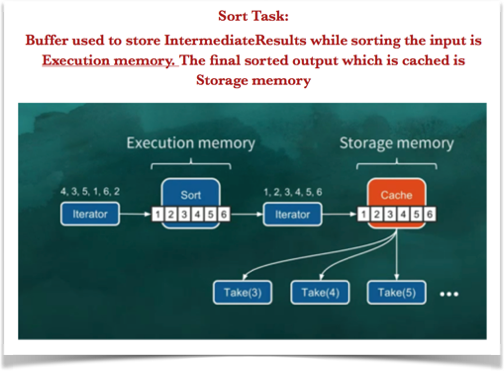 Sort Task:
Buffer used to store IntermediateResults while sorting the input is
Execution memory. The final sorted output which is cached is
Storage memory
Execution memory
Storage memory
4, 3, 5, 1, 6, 2
Iterator
Sort
1 2 3 4 5 6
1, 2, 3, 4, 5, 6
Iterator
Cache
1 2 3 4 5 6
Take(3)
Take(4)
Take(5)
•••